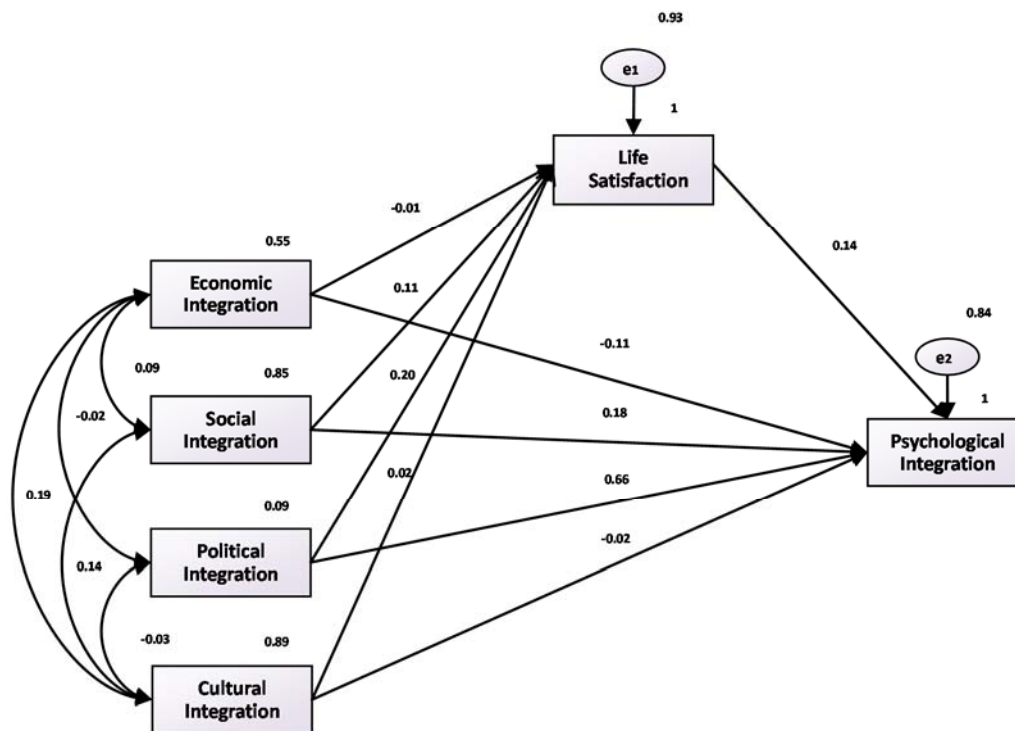 0.93
e1
1
Life
Satisfaction
-0.01
0.14
0.55
Economic
Integration
0.11
0.84
-0.11
e2
0.09
0.85
0.20
1
-0.02
Social
Integration
0.18
Psychological
Integration
0.02
0.66
0.19
0.09
-0.02
Political
Integration
0.14
-0.03
0.89
Cultural
Integration